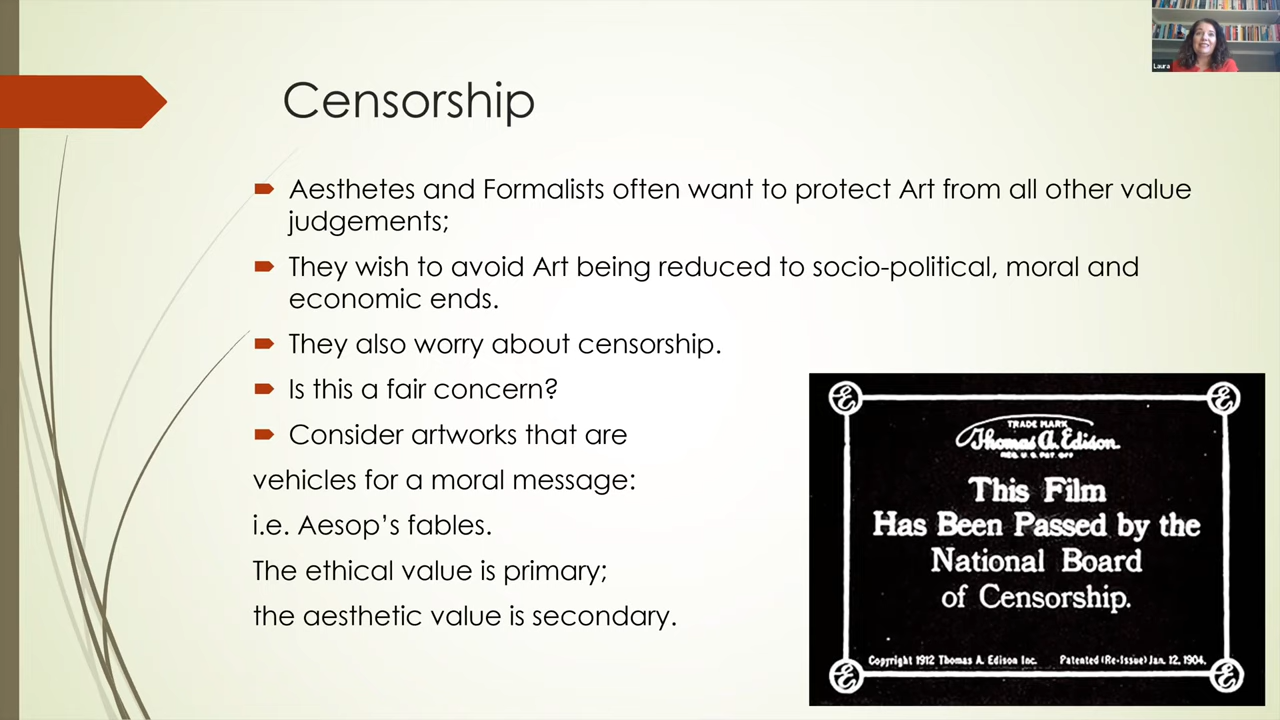 Laura
Censorship
Aesthetes and Formalists often want to protect Art from all other value
judgements;
They wish to avoid Art being reduced to socio-political, moral and
economic ends.
They also worry about censorship.
Is this a fair concern?
Consider artworks that are
vehicles for a moral message:
i.e. Aesop's fables.
The ethical value is primary;
the aesthetic value is secondary.
E
E
TRADE MARK
Thomas A. Edison
REG. U.S. PAT. OFF
This Film
Has Been Passed by the
National Board
of Censorship.
Copyright 1912 Thomas A. Edison Inc. Patented (Re-Issue) Jan. 12, 1904.
E
E